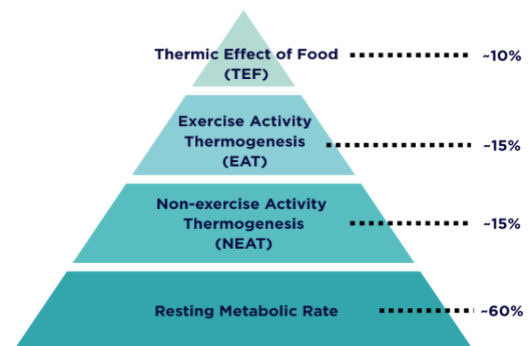 Thermic Effect of Food
(TEF)
~10%
Exercise Activity
Thermogenesis
(EAT)
~15%
Non-exercise Activity
Thermogenesis
(NEAT)
~15%
Resting Metabolic Rate
~60%